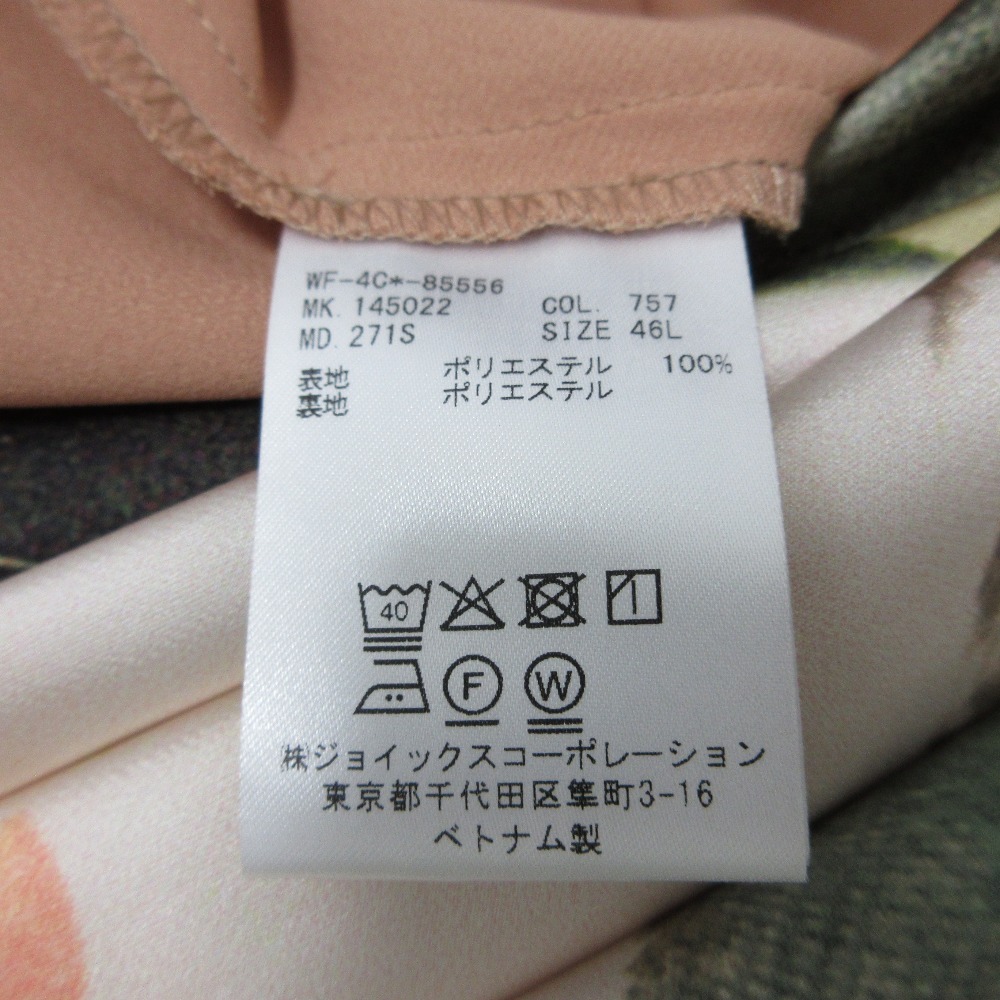 WF-4C*-85556
MK. 145022 COL. 757
MD. 271S SIZE 46L
表地 ポリエステル 100%
裏地 ポリエステル
40
F W
㈱ジョイックスコーポレーション
東京都千代田区隼町3-16
ベトナム製